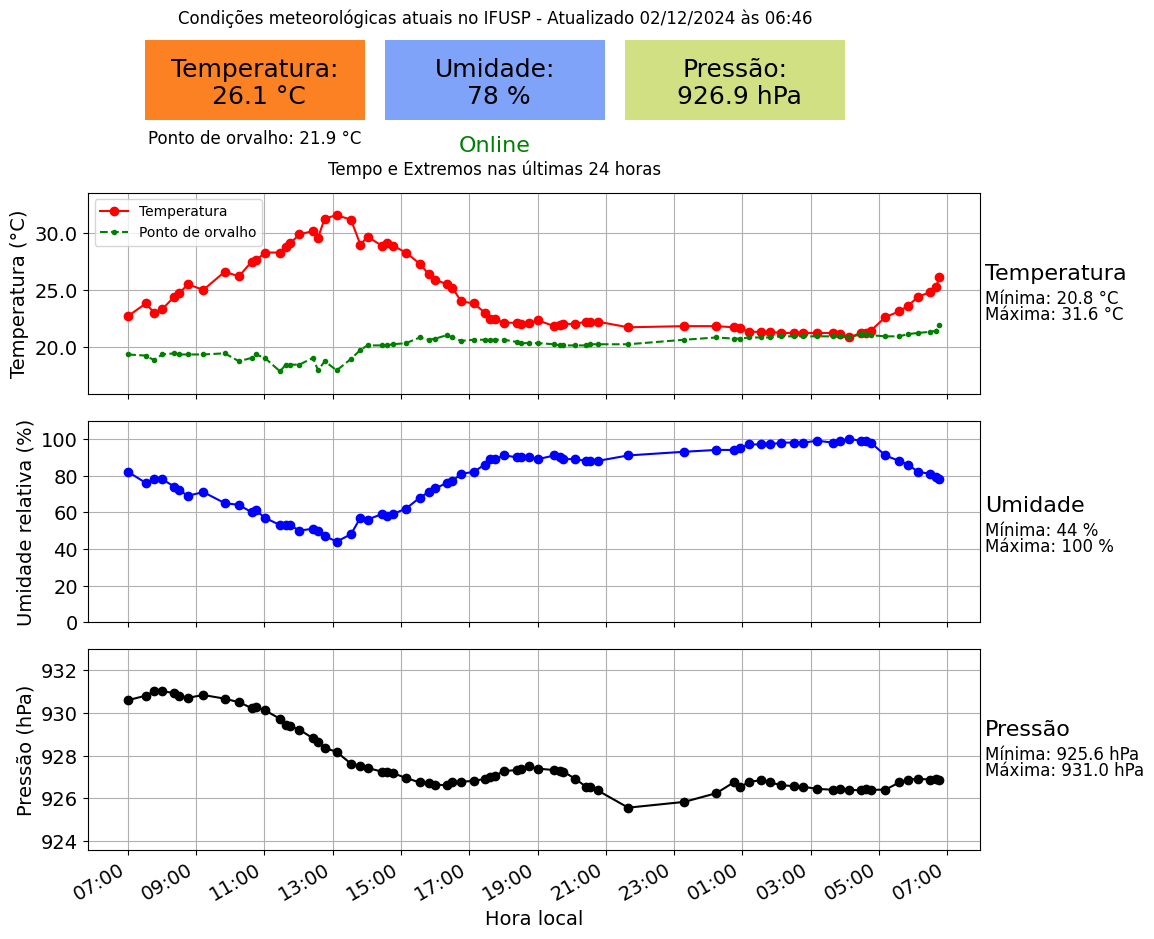 Condições meteorológicas atuais no IFUSP - Atualizado 02/12/2024 às 06:46
Temperatura:
26.1 °C
Umidade:
78 %
Pressão:
926.9 hPa
Ponto de orvalho: 21.9 °C
Online
Tempo e Extremos nas últimas 24 horas
Temperatura (°C)
30.0
25.0
20.0
Temperatura
Ponto de orvalho
Temperatura
Mínima: 20.8 °C
Máxima: 31.6 °C
Umidade relativa (%)
100
80
60
40
20
0
Umidade
Mínima: 44 %
Máxima: 100 %
Pressão (hPa)
932
930
928
926
924
Pressão
Mínima: 925.6 hPa
Máxima: 931.0 hPa
07:00 09:00 11:00 13:00 15:00 17:00 19:00 21:00 23:00 01:00 03:00 05:00 07:00
Hora local